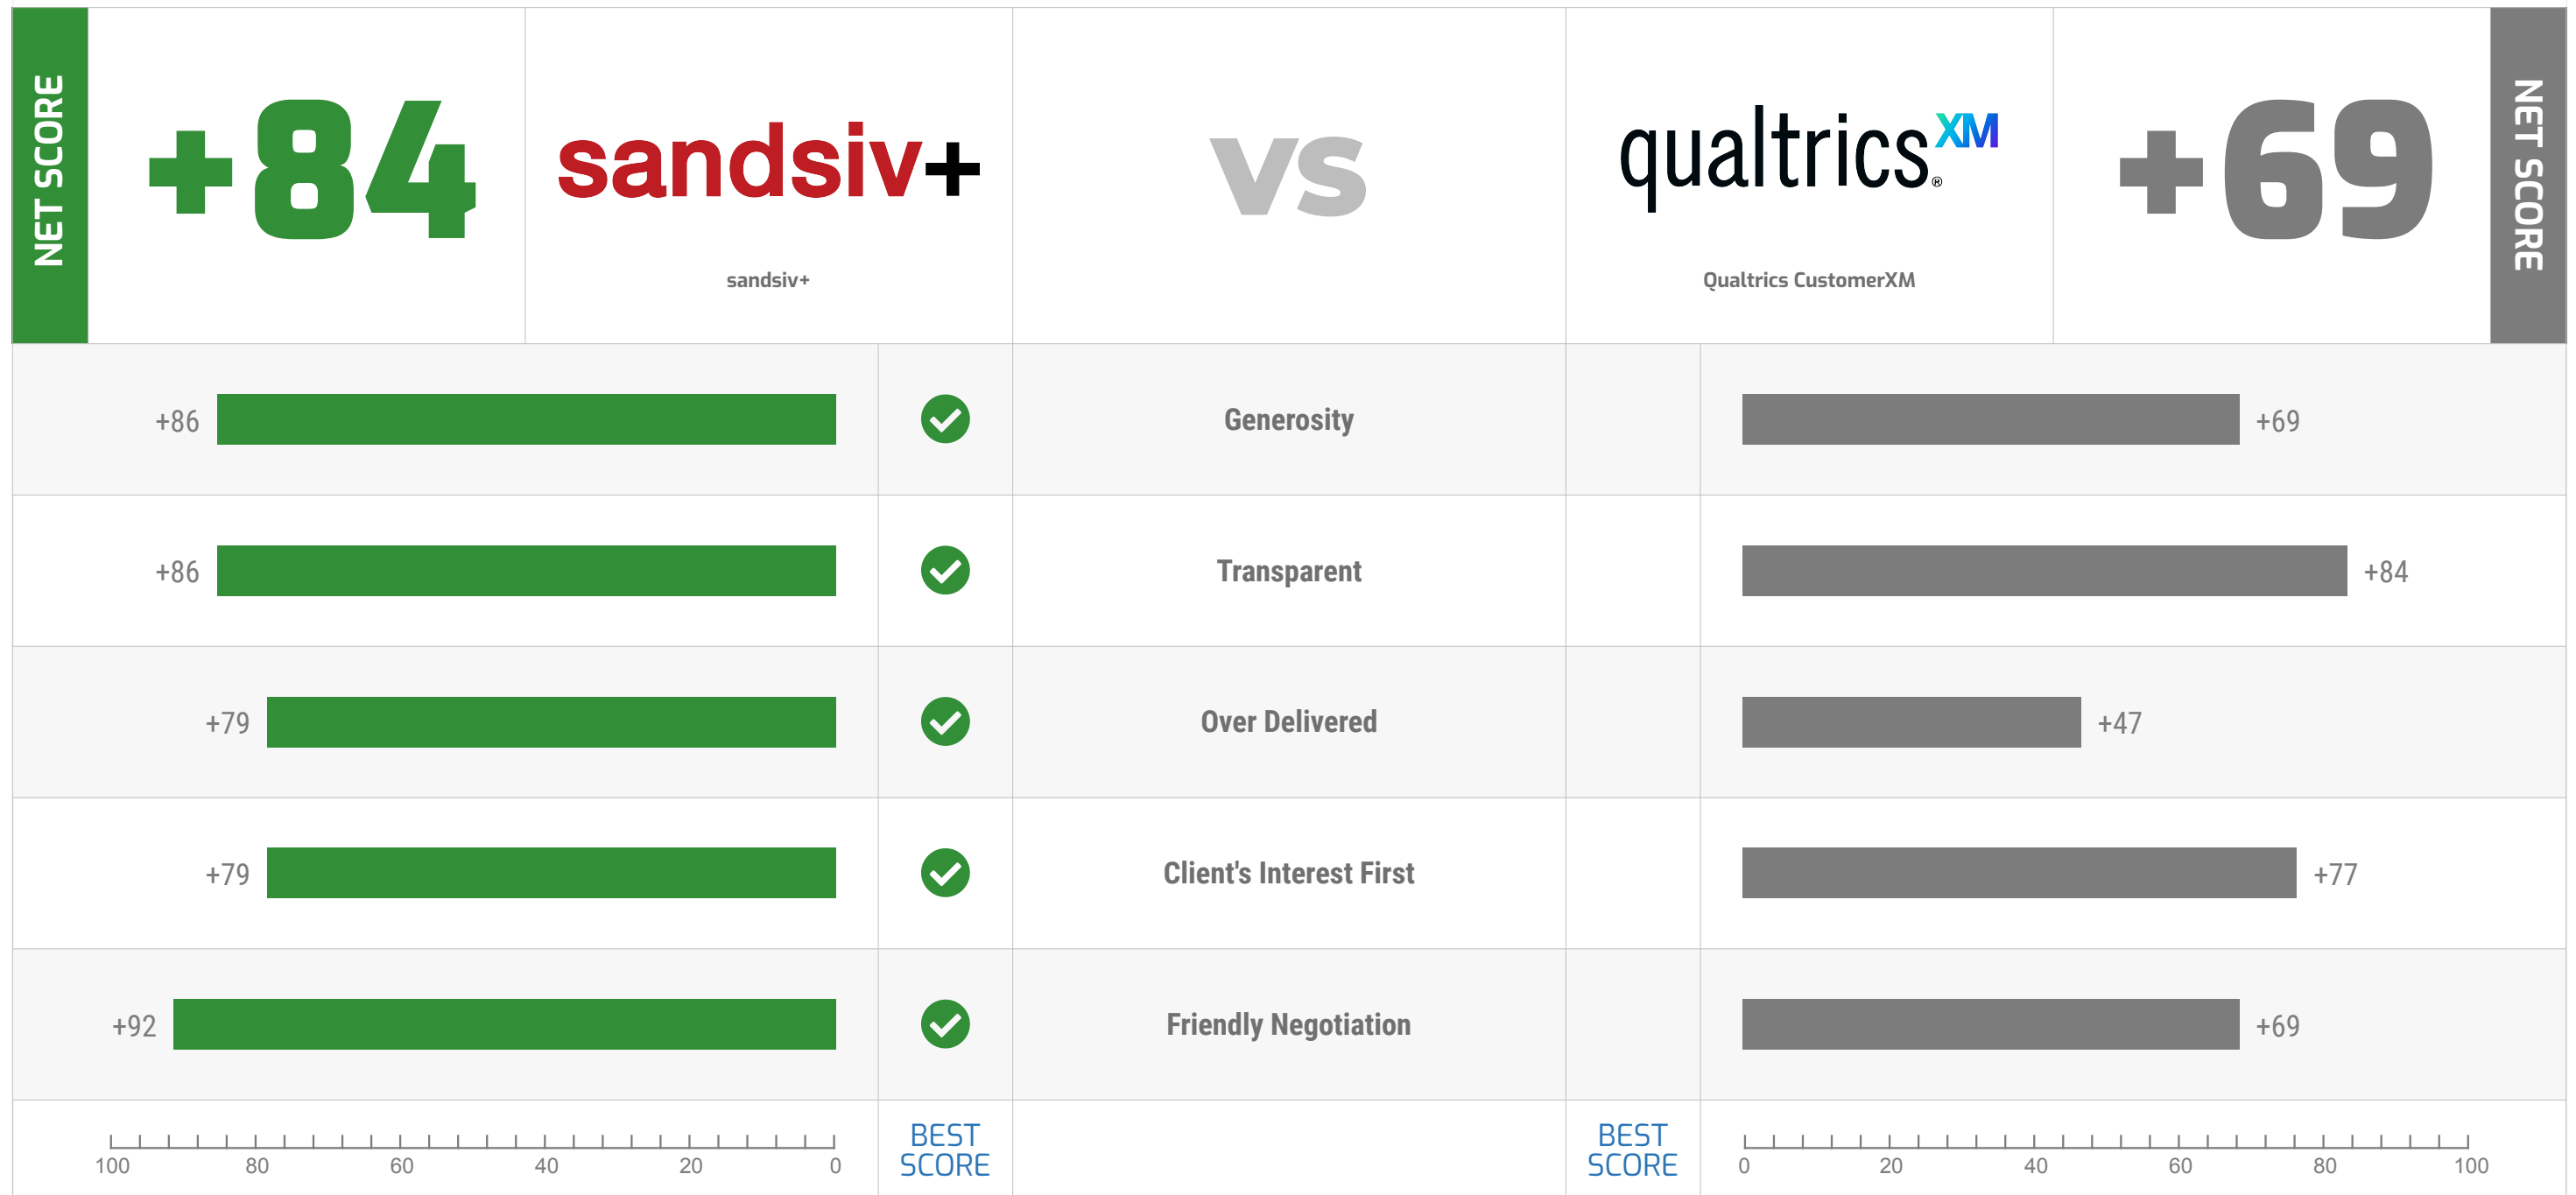 NET SCORE
+84
sandsiv+
sandsiv+
vs
qualtrics XM ®
Qualtrics CustomerXM
+69
NET SCORE
+86
Generosity
+69
+86
Transparent
+84
+79
Over Delivered
+47
+79
Client's Interest First
+77
+92
Friendly Negotiation
+69
100 80 60 40 20 0
BEST
SCORE
BEST
SCORE
0 20 40 60 80 100